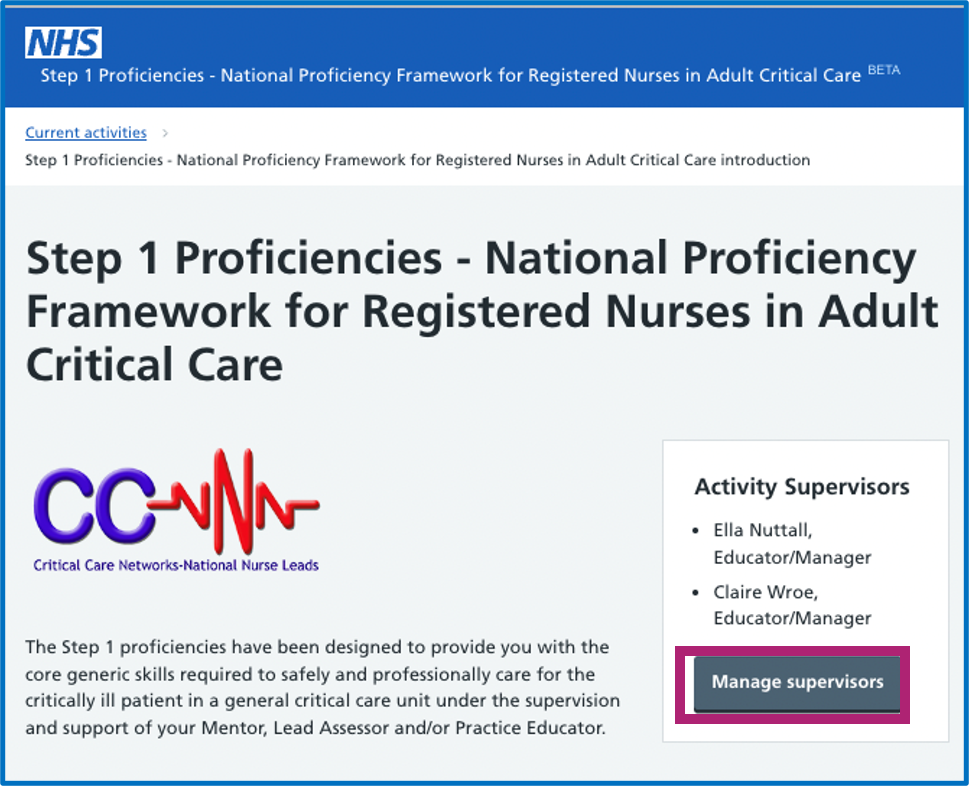 NHS
Step 1 Proficiencies - National Proficiency Framework for Registered Nurses in Adult Critical Care BETA
Current activities >
Step 1 Proficiencies - National Proficiency Framework for Registered Nurses in Adult Critical Care introduction
Step 1 Proficiencies - National Proficiency
Framework for Registered Nurses in Adult
Critical Care
CC-NNN
Critical Care Networks-National Nurse Leads
The Step 1 proficiencies have been designed to provide you with the
core generic skills required to safely and professionally care for the
critically ill patient in a general critical care unit under the supervision
and support of your Mentor, Lead Assessor and/or Practice Educator.
Activity Supervisors
• Ella Nuttall,
Educator/Manager
• Claire Wroe,
Educator/Manager
Manage supervisors